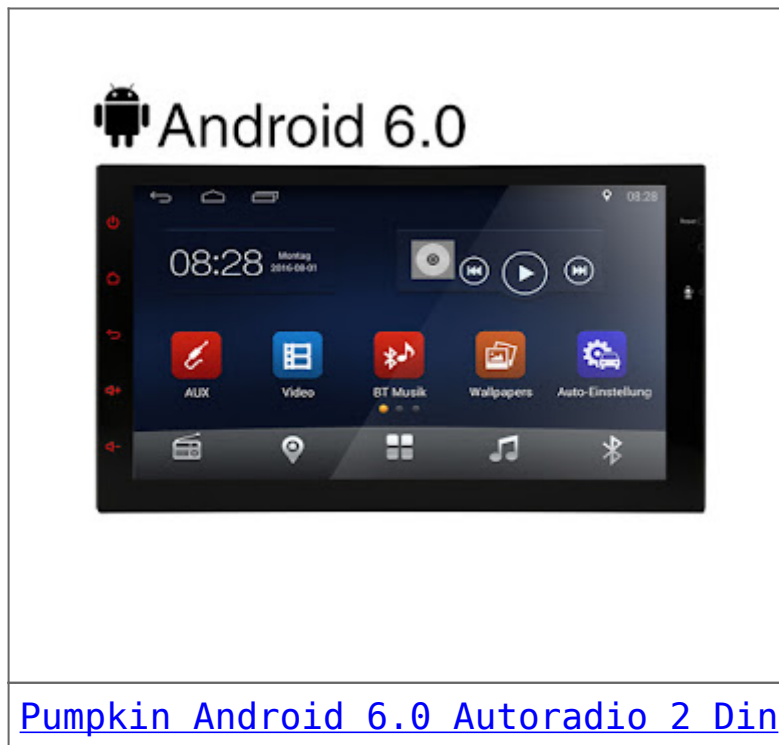 Android 6.0
08:28
Reset
08:28
Montag
2016-08-01
AUX
Video
BT Musik
Wallpapers
Auto-Einstellung
Pumpkin Android 6.0 Autoradio 2 Din